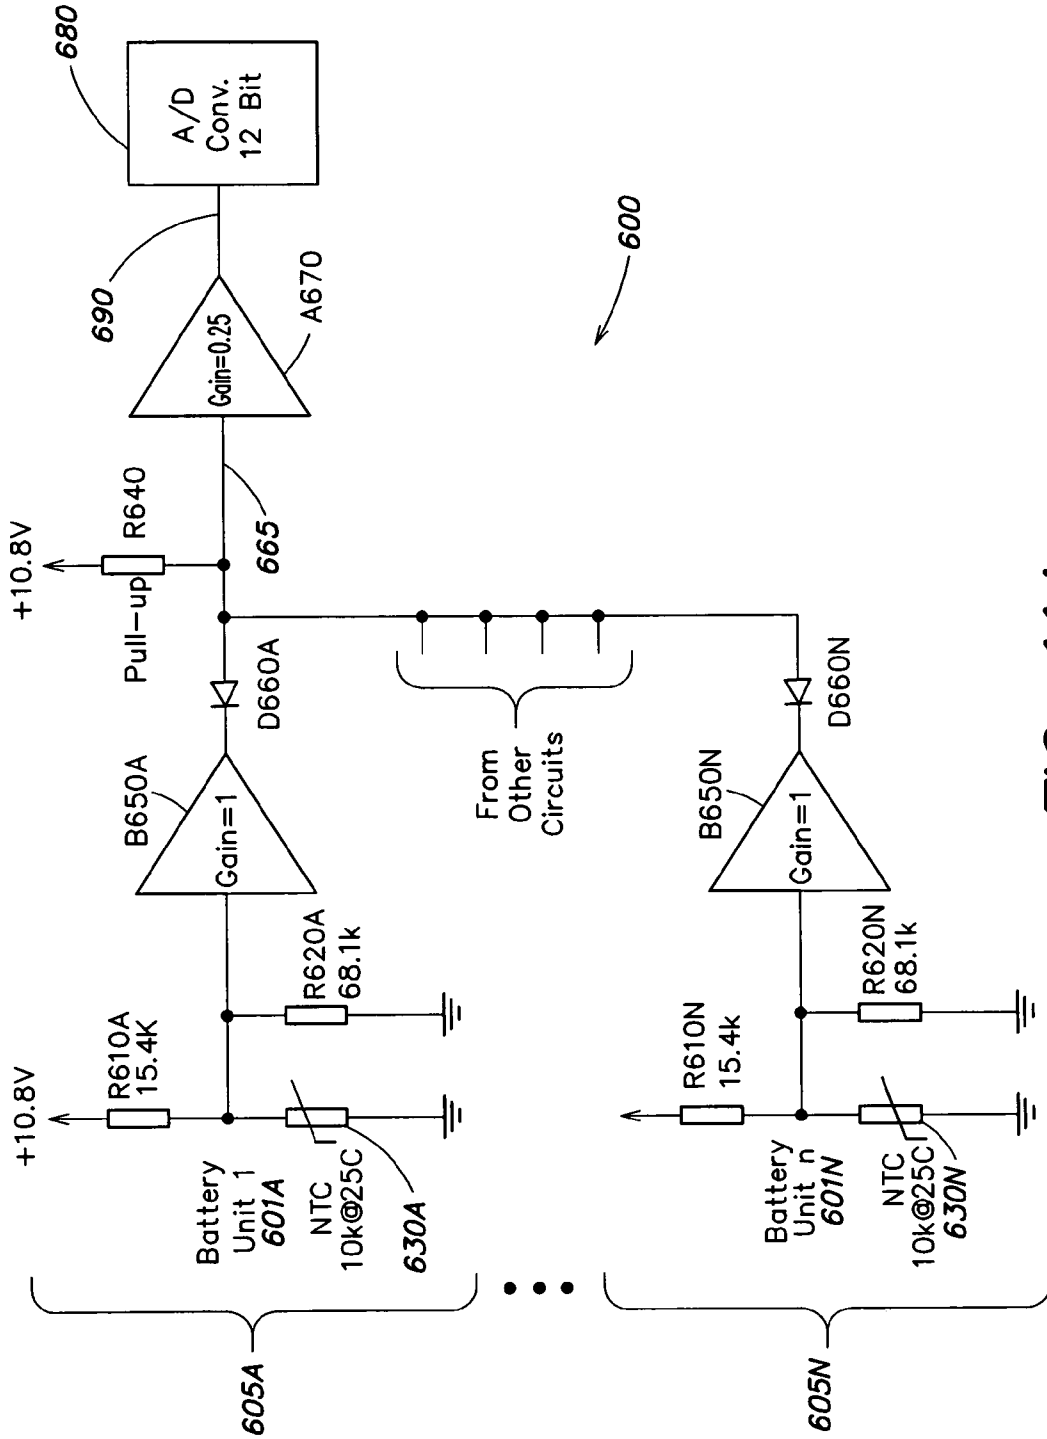 +10.8V
R610A
15.4K
Battery
Unit 1
601A
NTC
10k@25C
630A
R620A
68.1k
605A
B650A
Gain=1
D660A
+10.8V
Pull-up
R640
665
Gain=0.25
A670
690
A/D
Conv.
12 Bit
680
From
Other
Circuits
600
R610N
15.4k
Battery
Unit n
601N
NTC
10k@25C
630N
R620N
68.1k
605N
B650N
Gain=1
D660N